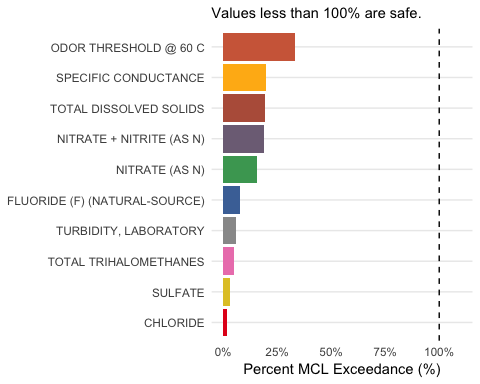 Values less than 100% are safe.
ODOR THRESHOLD @ 60 C
SPECIFIC CONDUCTANCE
TOTAL DISSOLVED SOLIDS
NITRATE + NITRITE (AS N)
NITRATE (AS N)
FLUORIDE (F) (NATURAL-SOURCE)
TURBIDITY, LABORATORY
TOTAL TRIHALOMETHANES
SULFATE
CHLORIDE
0% 25% 50% 75% 100%
Percent MCL Exceedance (%)